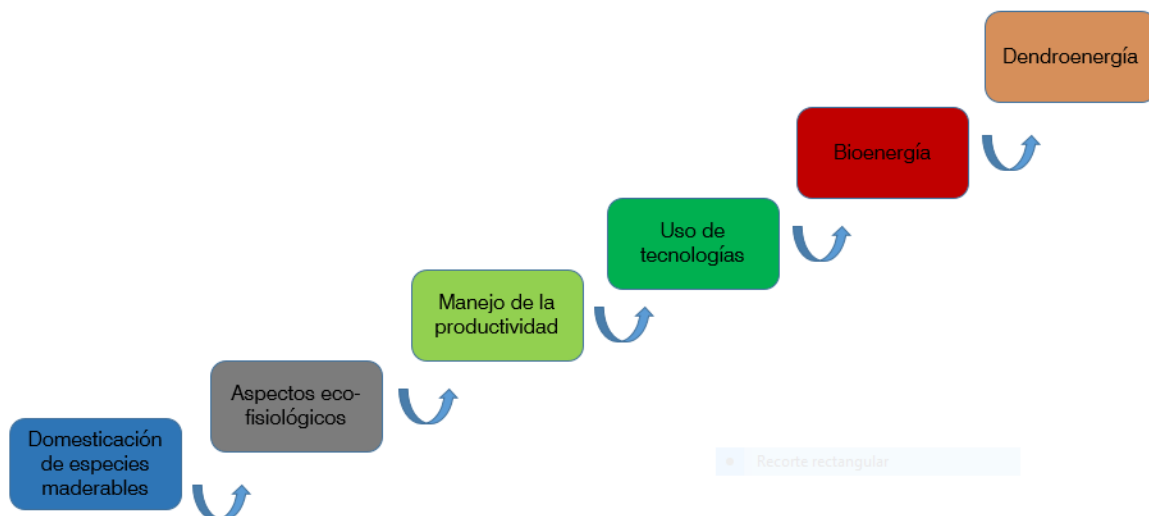 Dendroenergía
Bioenergía
Uso de
tecnologías
Manejo de la
productividad
Aspectos eco-
fisiológicos
Domesticación
de especies
maderables
Recorte rectangular